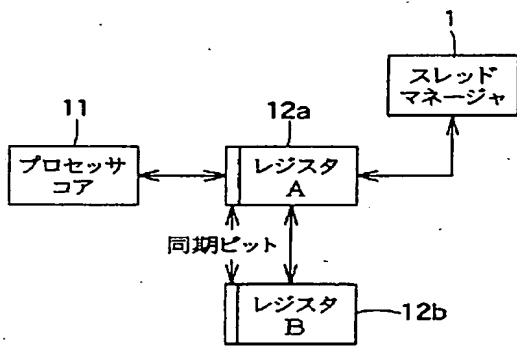 1
スレッド
マネージャ
11
12a
プロセッサ
コア
レジスタ
A
同期ビット
レジスタ
B
12b